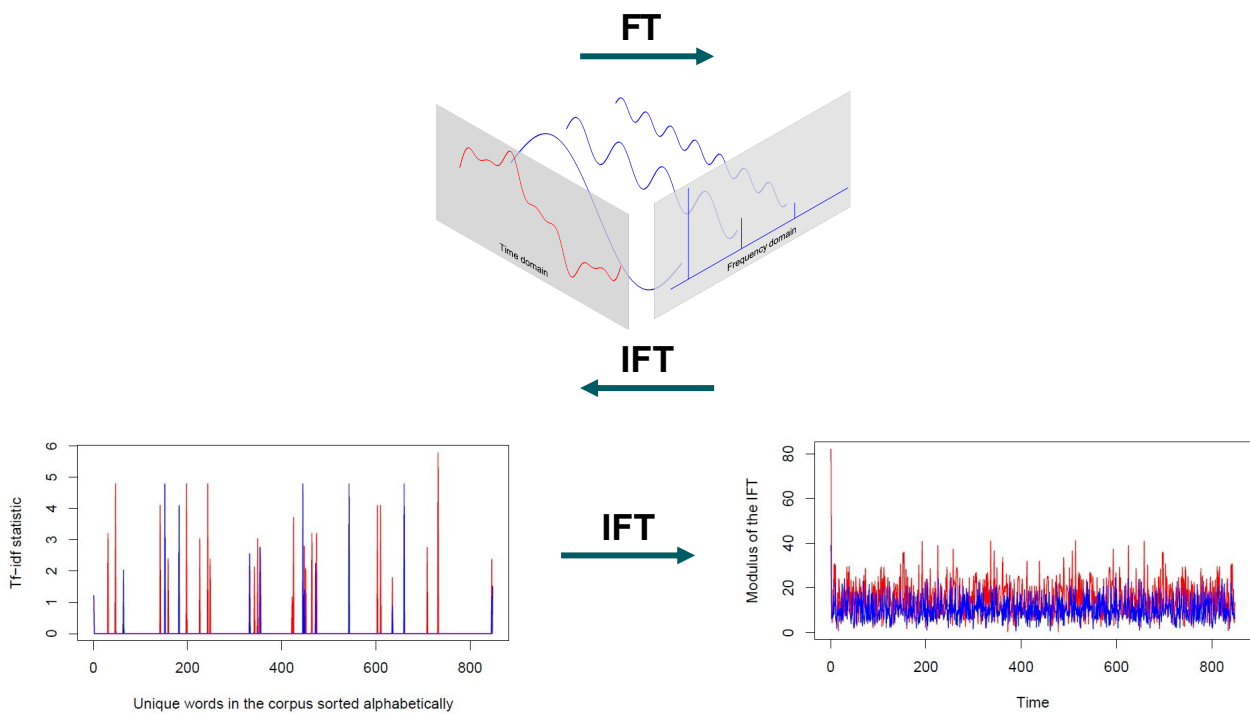 FT
Time domain
Frequency domain
IFT
Tf-idf statistic
6
5
4
3
2
1
0
0
200
400
600
800
Unique words in the corpus sorted alphabetically
IFT
Modulus of the IFT
80
60
40
20
0
0
200
400
600
800
Time